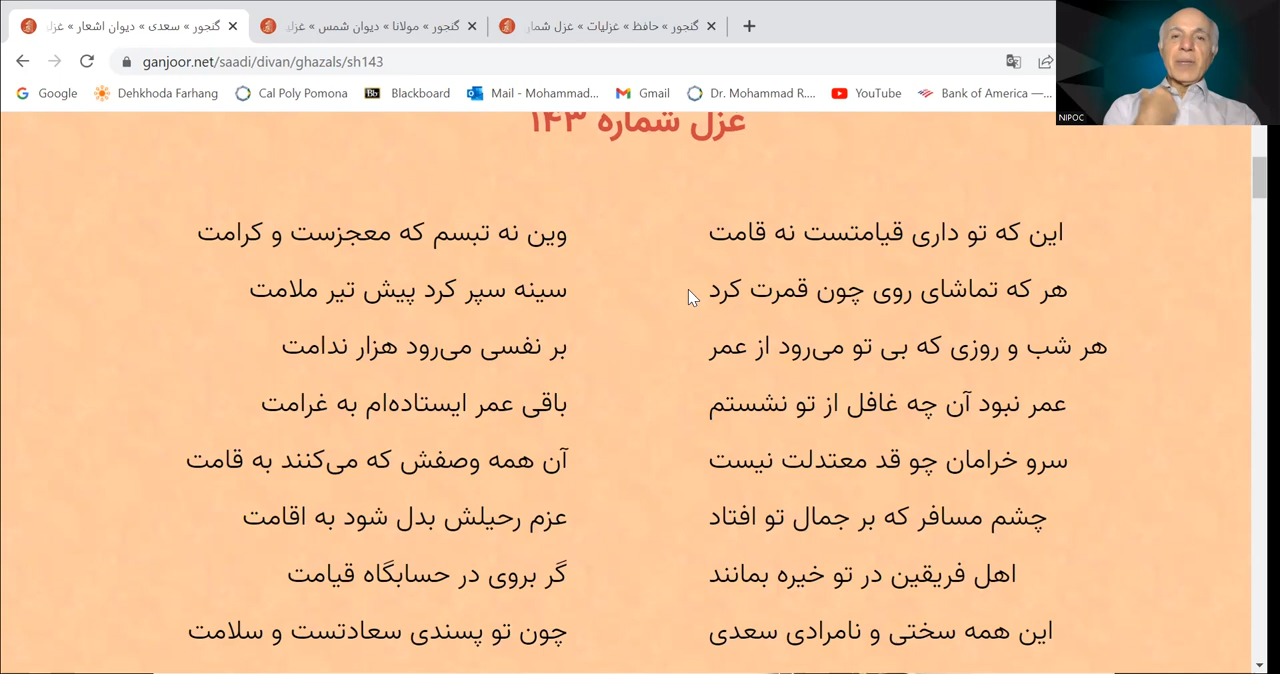 گنجور » سعدی » دیوان اشعار » غزل
گنجور » مولانا » دیوان شمس » غزلی
گنجور » حافظ » غزلیات » غزل شمار
ganjoor.net/saadi/divan/ghazals/sh143
Google Dehkhoda Farhang Cal Poly Pomona Blackboard Mail - Mohammad... Gmail Dr. Mohammad R.... YouTube Bank of America —...
NIPOC
غزل شماره ۱۴۳
این که تو داری قیامتست نه قامت وین نه تبسم که معجزست و کرامت
هر که تماشای روی چون قمرت کرد سینه سپر کرد پیش تیر ملامت
هر شب و روزی که بی تو می‌رود از عمر بر نفسی می‌رود هزار ندامت
عمر نبود آن چه غافل از تو نشستم باقی عمر ایستاده‌ام به غرامت
سرو خرامان چو قد معتدلت نیست آن همه وصفش که می‌کنند به قامت
چشم مسافر که بر جمال تو افتاد عزم رحیلش بدل شود به اقامت
اهل فریقین در تو خیره بمانند گر بروی در حسابگاه قیامت
این همه سختی و نامرادی سعدی چون تو پسندی سعادتست و سلامت